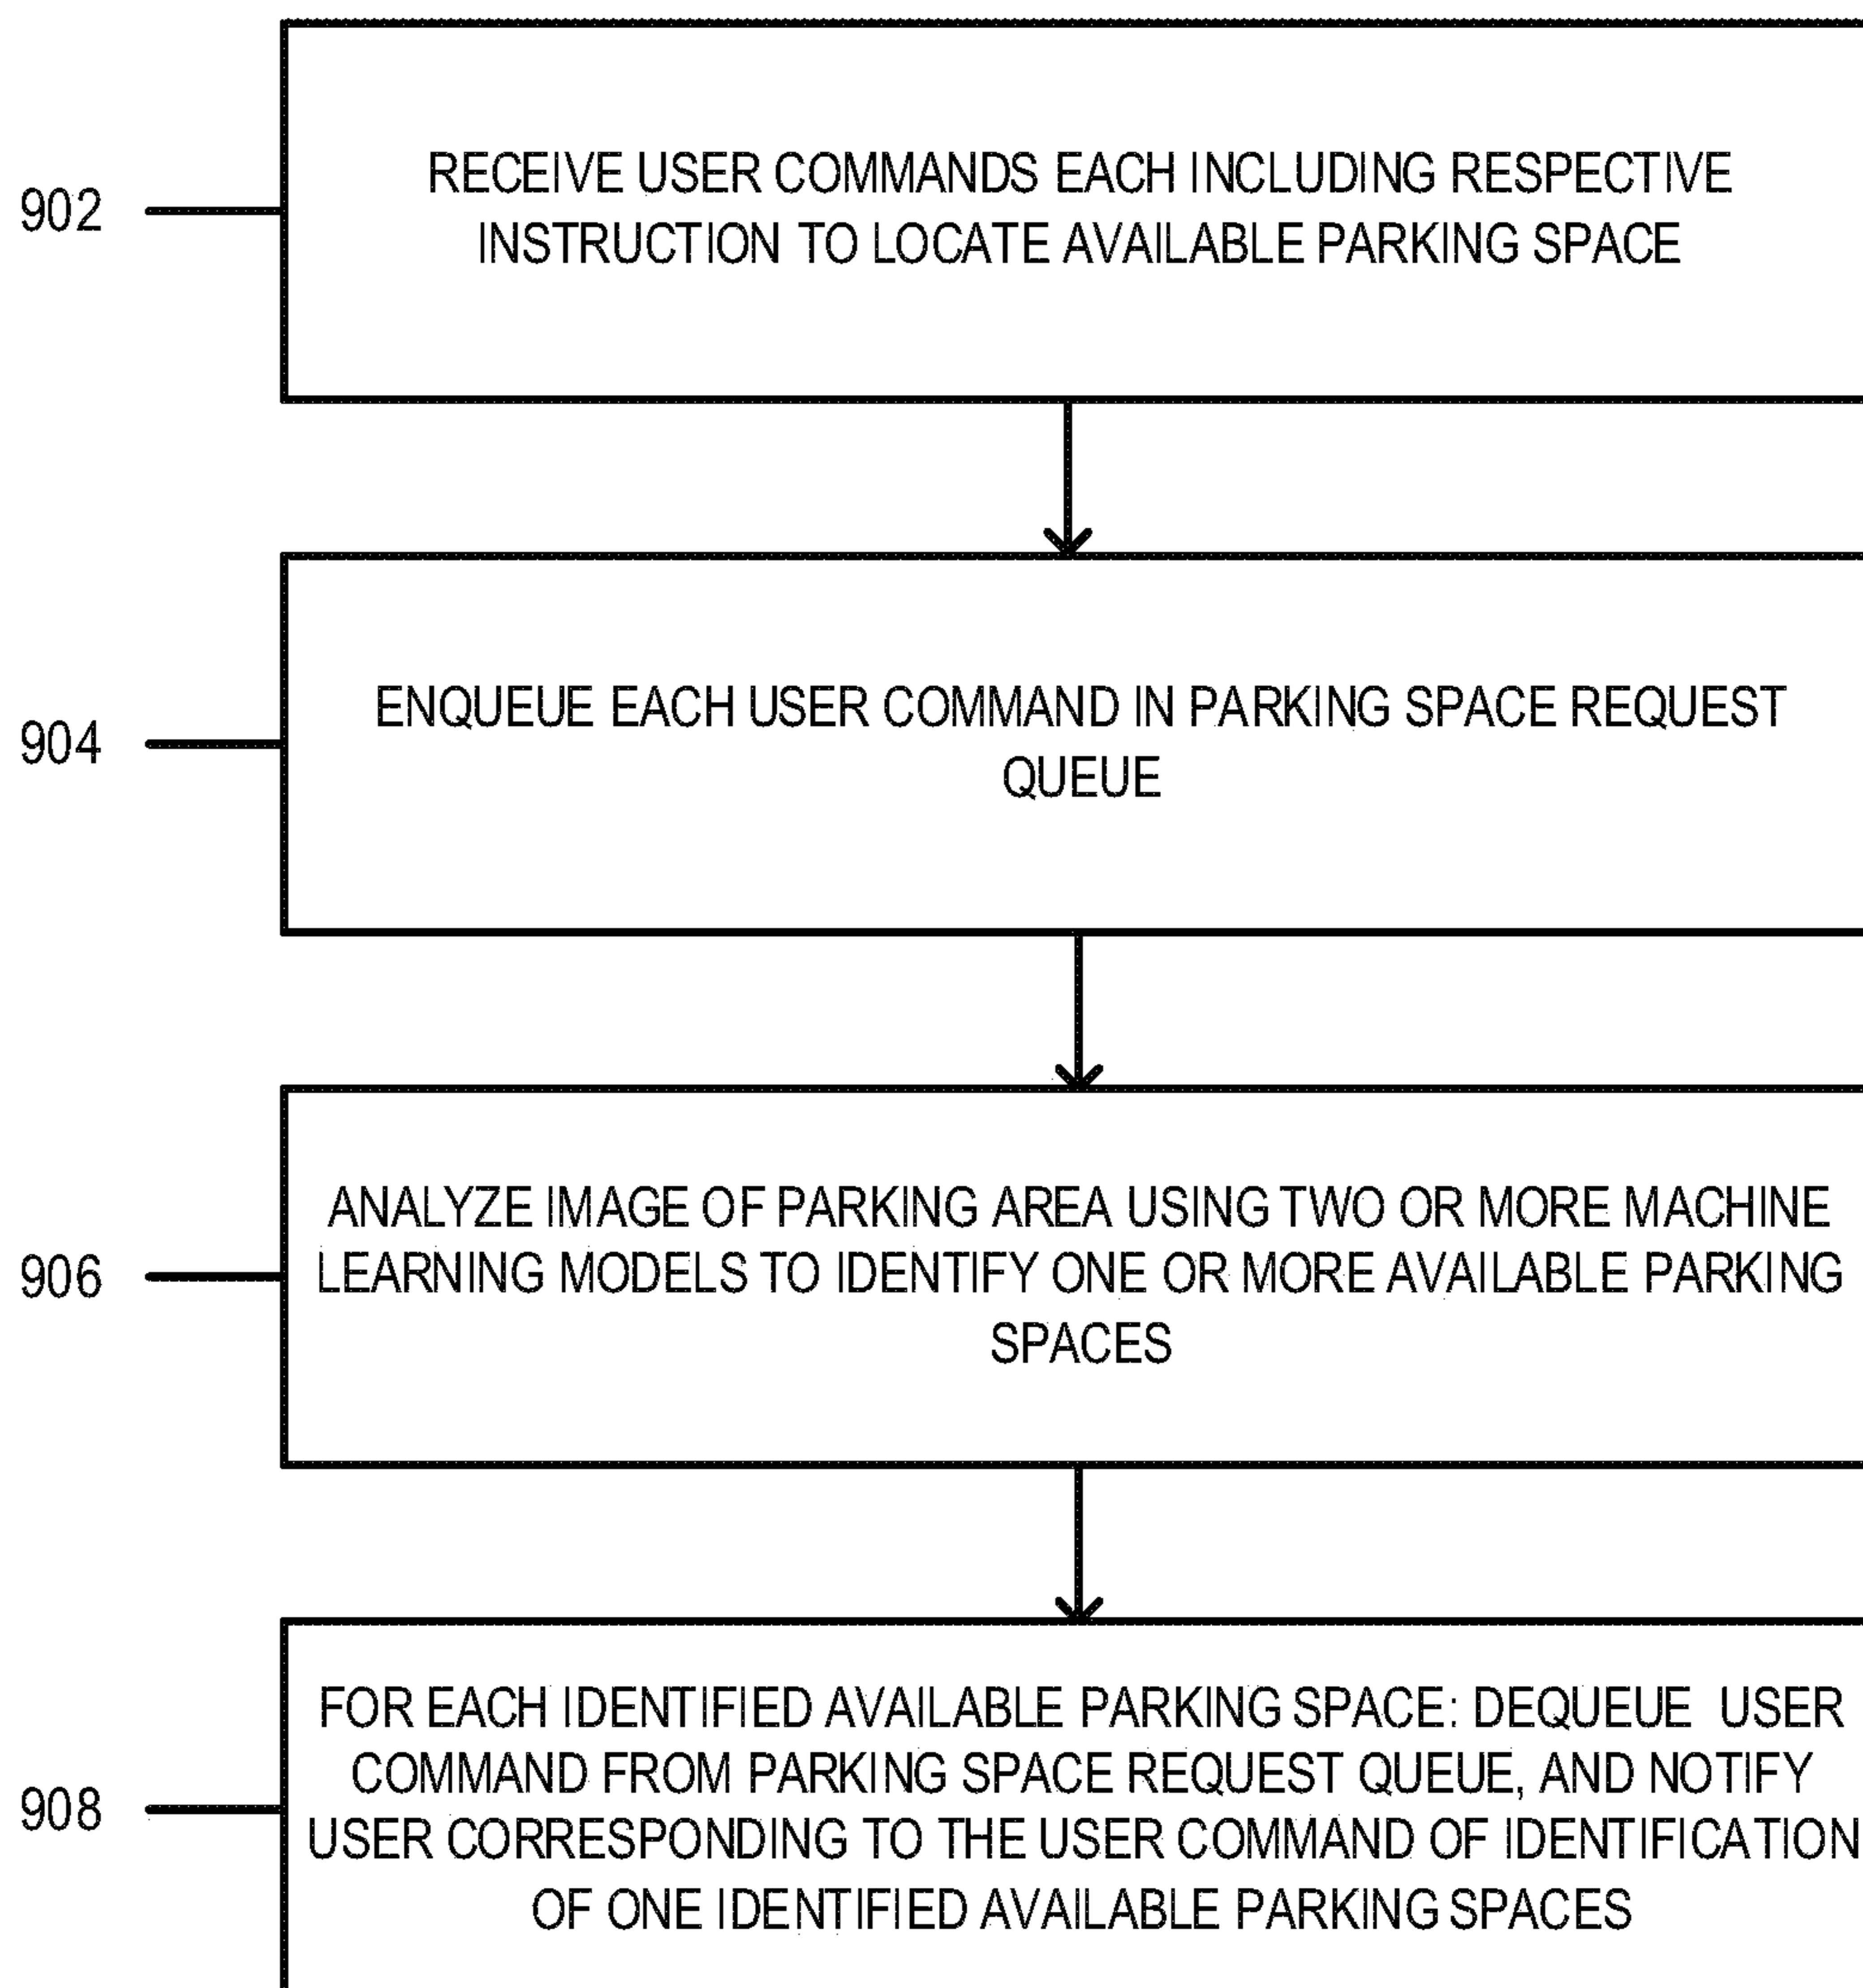 RECEIVE USER COMMANDS EACH INCLUDING RESPECTIVE
INSTRUCTION TO LOCATE AVAILABLE PARKING SPACE
902
ENQUEUE EACH USER COMMAND IN PARKING SPACE REQUEST
QUEUE
904
ANALYZE IMAGE OF PARKING AREA USING TWO OR MORE MACHINE
LEARNING MODELS TO IDENTIFY ONE OR MORE AVAILABLE PARKING
SPACES
906
FOR EACH IDENTIFIED AVAILABLE PARKING SPACE: DEQUEUE USER
COMMAND FROM PARKING SPACE REQUEST QUEUE, AND NOTIFY
USER CORRESPONDING TO THE USER COMMAND OF IDENTIFICATION
OF ONE IDENTIFIED AVAILABLE PARKING SPACES
908